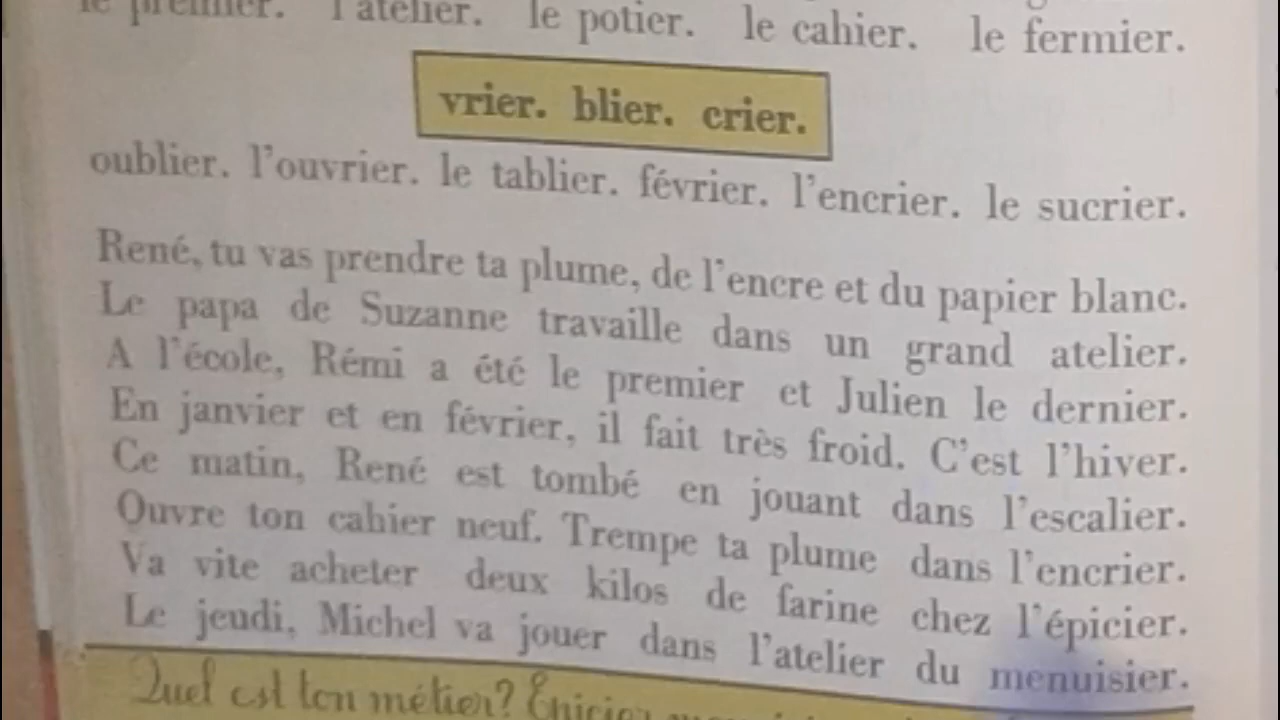 le premier. l'atelier. le potier. le cahier. le fermier.
vrier. blier. crier.
oublier. l'ouvrier. le tablier. février. l'encrier. le sucrier.
René, tu vas prendre ta plume, de l'encre et du papier blanc.
Le papa de Suzanne travaille dans un grand atelier.
A l'école, Rémi a été le premier et Julien le dernier.
En janvier et en février, il fait très froid. C'est l'hiver.
Ce matin, René est tombé en jouant dans l'escalier.
Ouvre ton cahier neuf. Trempe ta plume dans l'encrier.
Va vite acheter deux kilos de farine chez l'épicier.
Le jeudi, Michel va jouer dans l'atelier du menuisier.
Quel est ton métier? Épicier